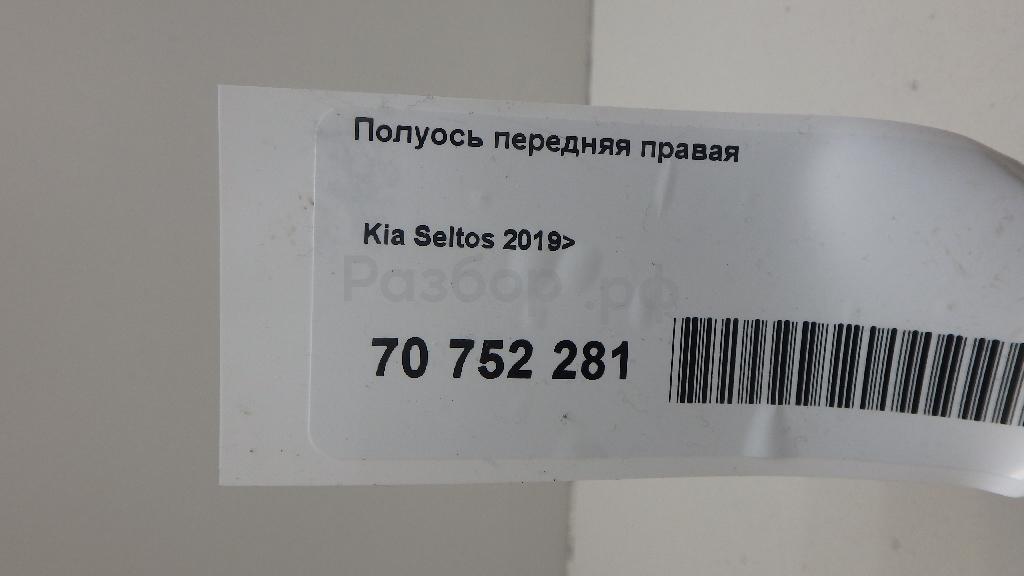 Полуось передняя правая
Kia Seltos 2019>
Разбор.рф
70 752 281